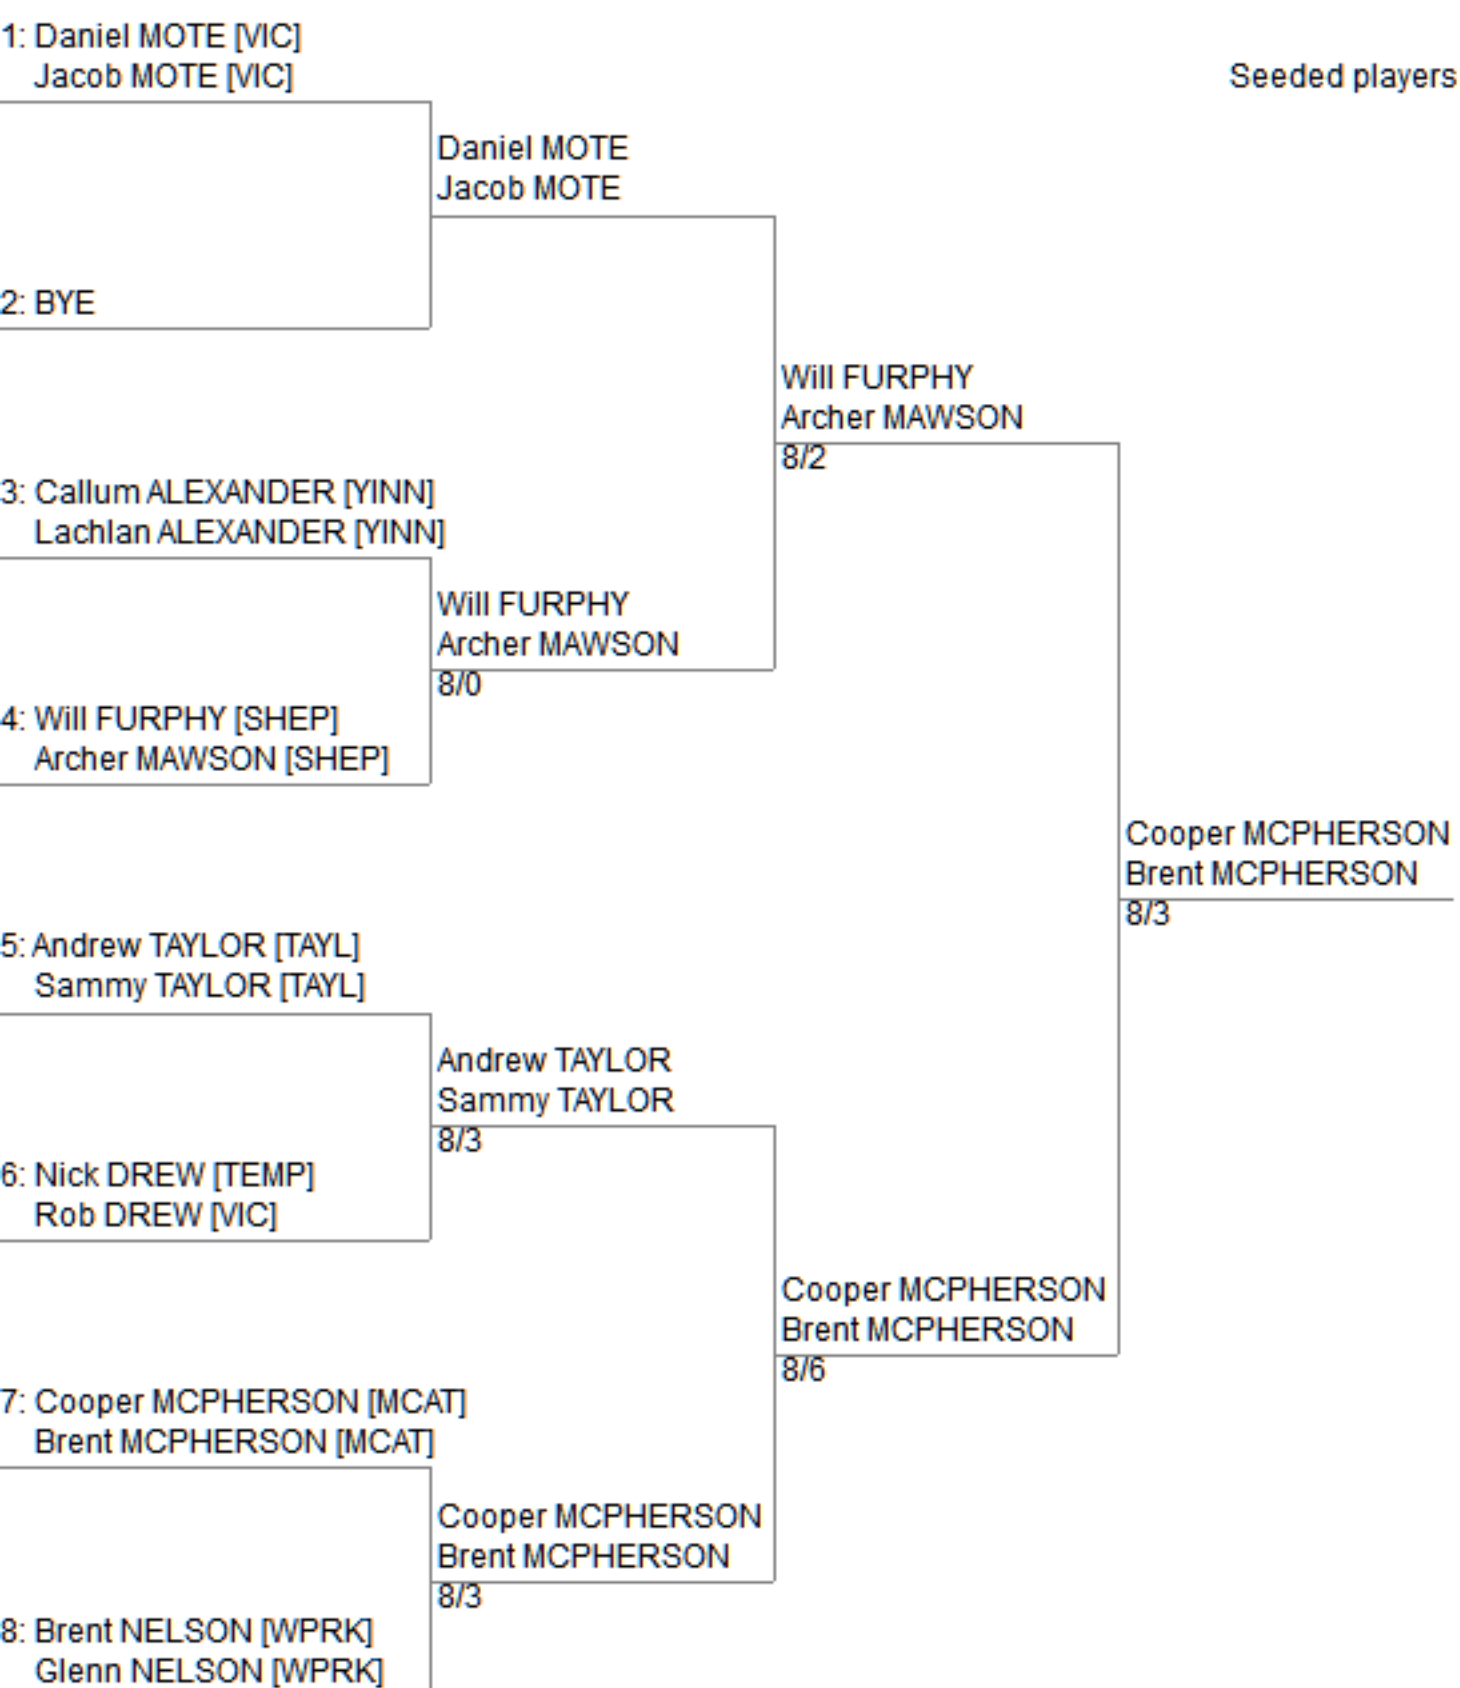 1: Daniel MOTE [VIC]
Jacob MOTE [VIC]
Seeded players
Daniel MOTE
Jacob MOTE
2: BYE
Will FURPHY
Archer MAWSON
8/2
3: Callum ALEXANDER [YINN]
Lachlan ALEXANDER [YINN]
Will FURPHY
Archer MAWSON
8/0
4: Will FURPHY [SHEP]
Archer MAWSON [SHEP]
Cooper MCPHERSON
Brent MCPHERSON
8/3
5: Andrew TAYLOR [TAYL]
Sammy TAYLOR [TAYL]
Andrew TAYLOR
Sammy TAYLOR
8/3
6: Nick DREW [TEMP]
Rob DREW [VIC]
Cooper MCPHERSON
Brent MCPHERSON
8/6
7: Cooper MCPHERSON [MCAT]
Brent MCPHERSON [MCAT]
Cooper MCPHERSON
Brent MCPHERSON
8/3
8: Brent NELSON [WPRK]
Glenn NELSON [WPRK]